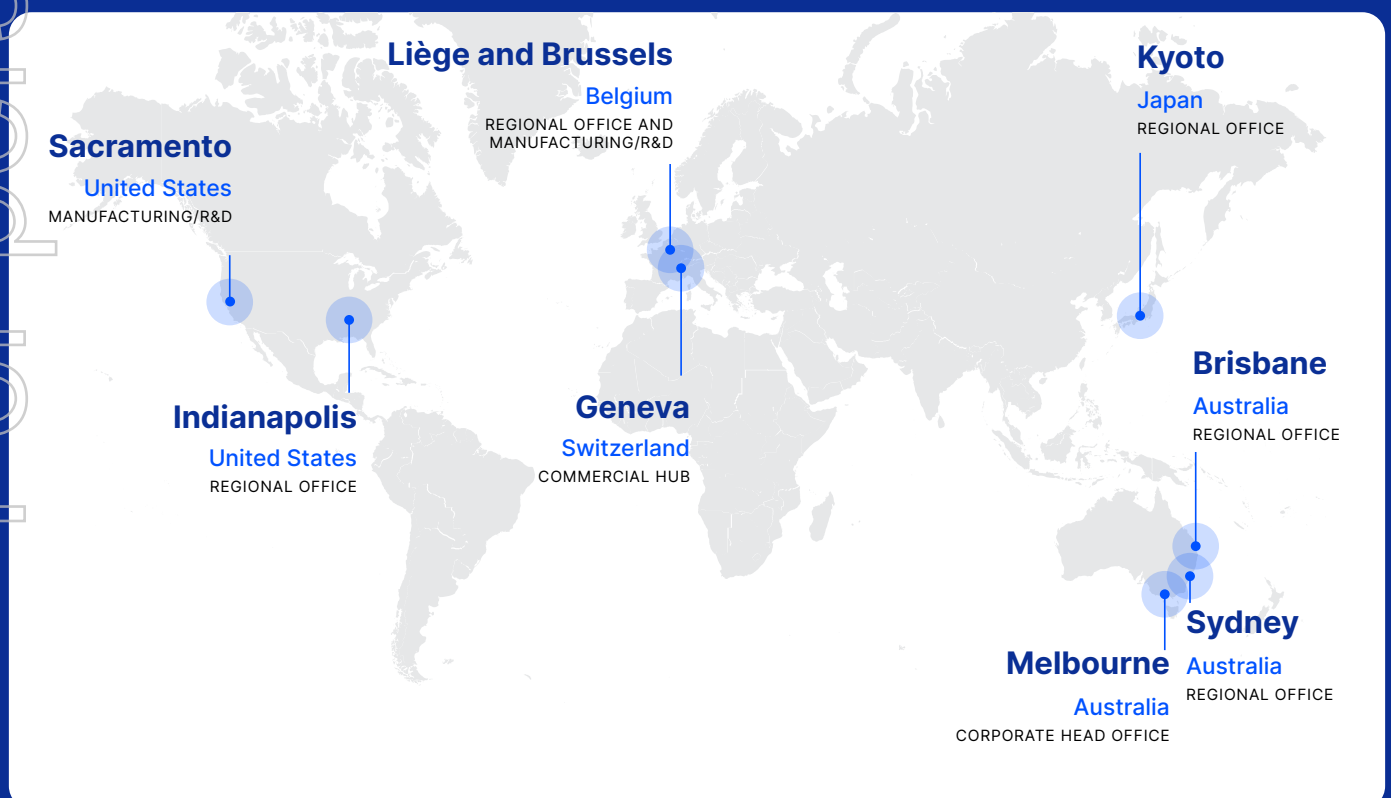 Liège and Brussels
Belgium
REGIONAL OFFICE AND
MANUFACTURING/R&D
Kyoto
Japan
REGIONAL OFFICE
Sacramento
United States
MANUFACTURING/R&D
Brisbane
Australia
REGIONAL OFFICE
Indianapolis
United States
REGIONAL OFFICE
Geneva
Switzerland
COMMERCIAL HUB
Sydney
Australia
REGIONAL OFFICE
Melbourne
Australia
CORPORATE HEAD OFFICE